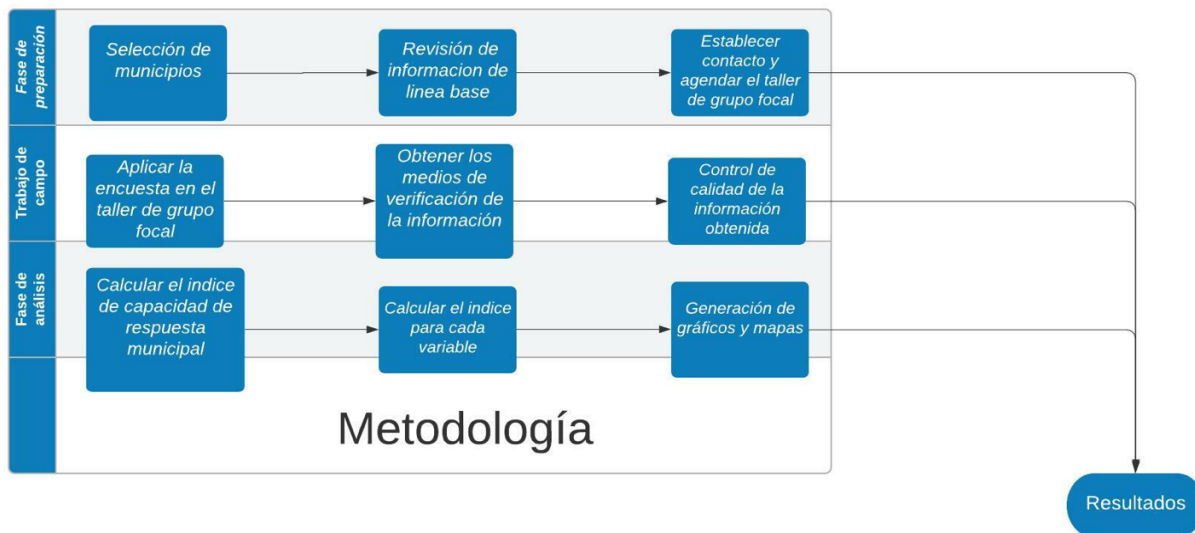 Fase de
preparación
Selección de
municipios
Revisión de
informacion de
linea base
Establecer
contacto y
agendar el taller
de grupo focal
Trabajo de
campo
Aplicar la
encuesta en el
taller de grupo
focal
Obtener los
medios de
verificación de
la información
Control de
calidad de la
información
obtenida
Fase de
análisis
Calcular el indice
de capacidad de
respuesta
municipal
Calcular el indice
para cada
variable
Generación de
gráficos y mapas
Metodología
Resultados